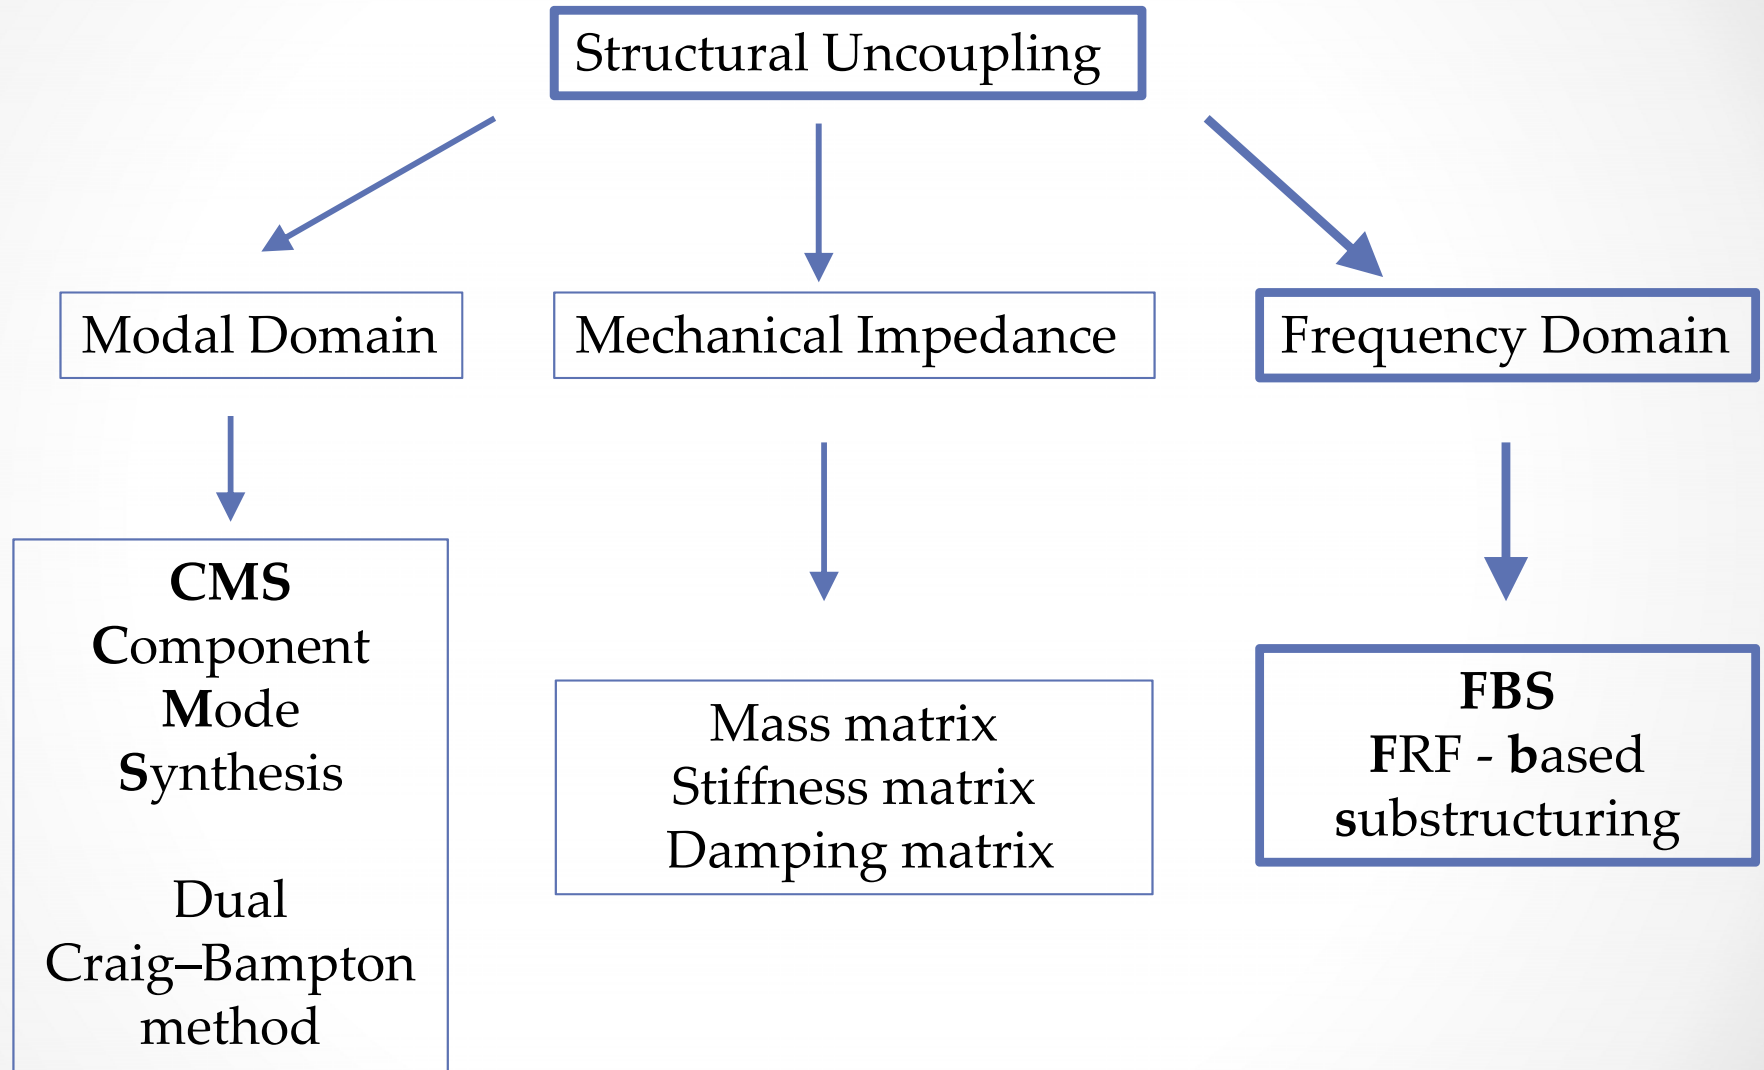 Structural Uncoupling
Modal Domain
Mechanical Impedance
Frequency Domain
CMS
Component
Mode
Synthesis
Dual
Craig–Bampton
method
Mass matrix
Stiffness matrix
Damping matrix
FBS
FRF - based
substructuring